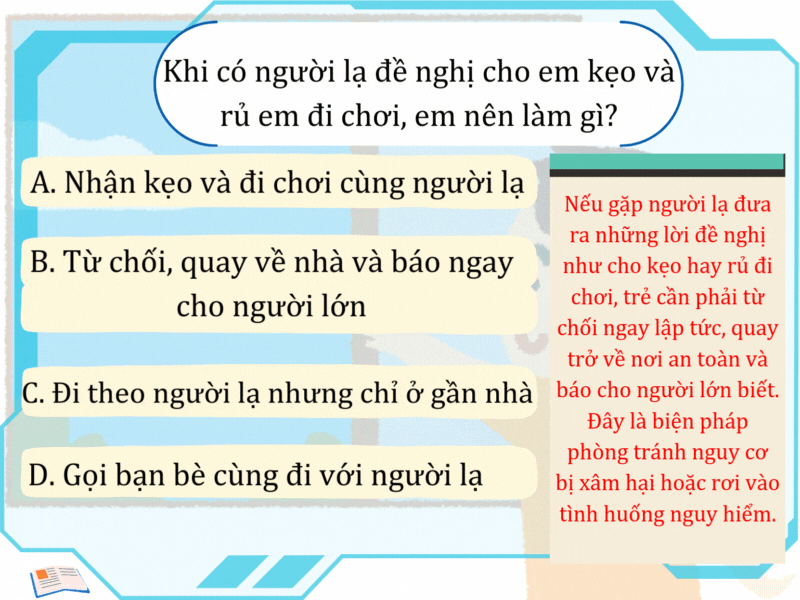 Khi có người lạ đề nghị cho em kẹo và
rủ em đi chơi, em nên làm gì?
A. Nhận kẹo và đi chơi cùng người lạ
B. Từ chối, quay về nhà và báo ngay
cho người lớn
C. Đi theo người lạ nhưng chỉ ở gần nhà
D. Gọi bạn bè cùng đi với người lạ
Nếu gặp người lạ đưa
ra những lời đề nghị
như cho kẹo hay rủ đi
chơi, trẻ cần phải từ
chối ngay lập tức, quay
trở về nơi an toàn và
báo cho người lớn biết.
Đây là biện pháp
phòng tránh nguy cơ
bị xâm hại hoặc rơi vào
tình huống nguy hiểm.